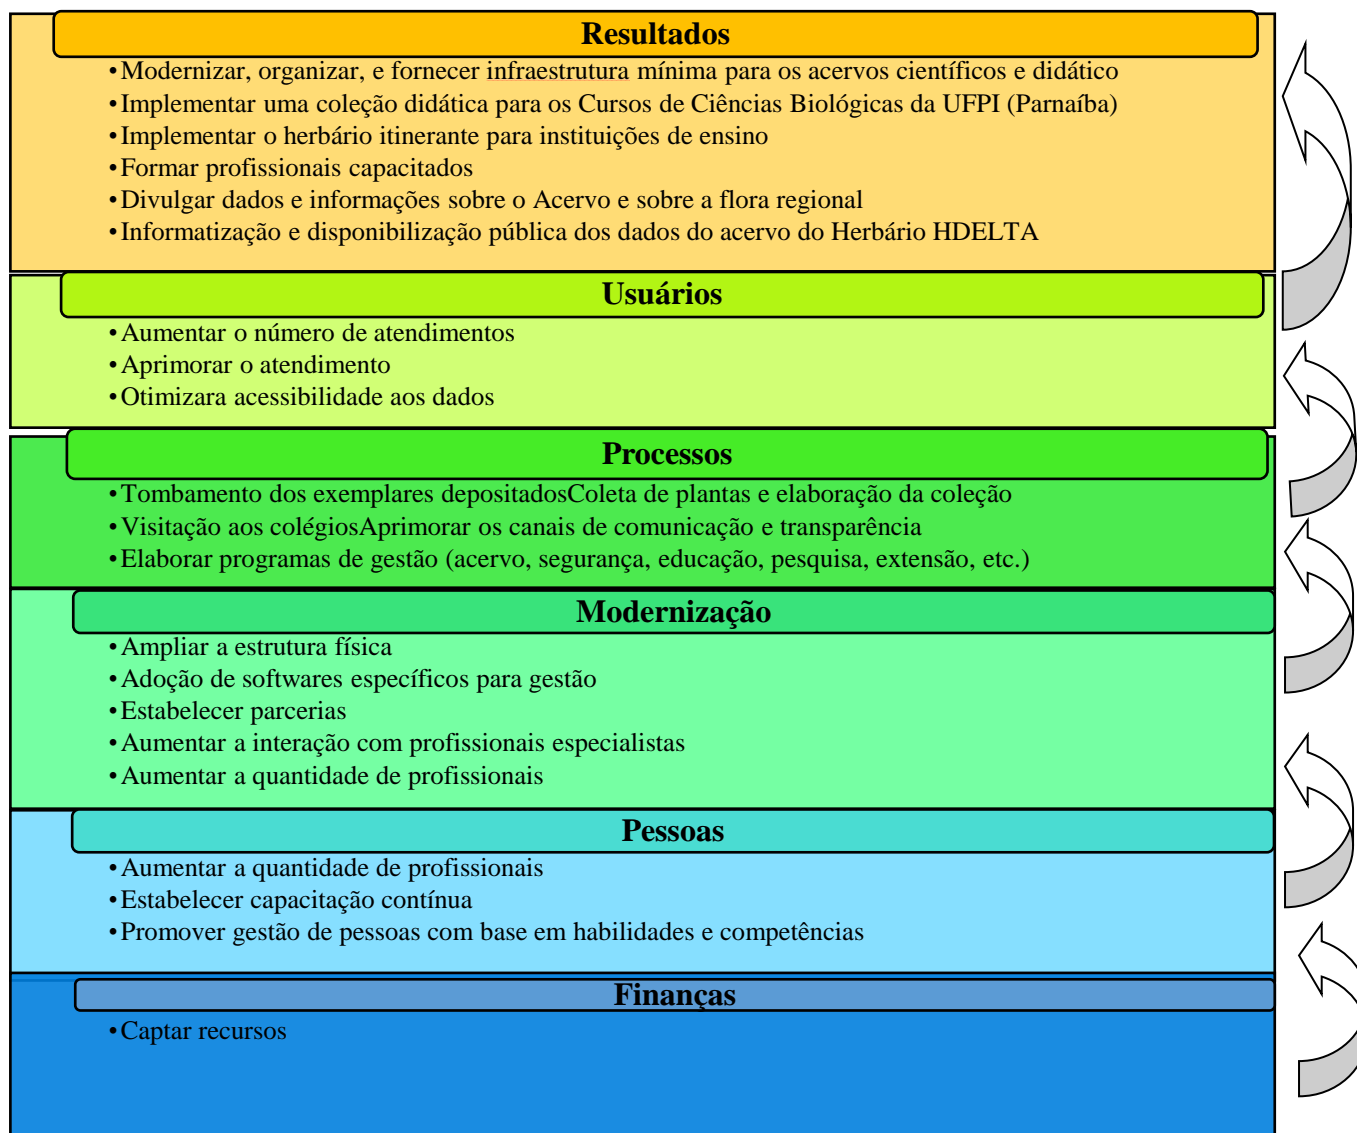 Resultados
•Modernizar, organizar, e fornecer infraestrutura mínima para os acervos científicos e didático
•Implementar uma coleção didática para os Cursos de Ciências Biológicas da UFPI (Parnaíba)
•Implementar o herbário itinerante para instituições de ensino
•Formar profissionais capacitados
•Divulgar dados e informações sobre o Acervo e sobre a flora regional
•Informatização e disponibilização pública dos dados do acervo do Herbário HDELTA
Usuários
•Aumentar o número de atendimentos
•Aprimorar o atendimento
•Otimizara acessibilidade aos dados
Processos
•Tombamento dos exemplares depositadosColeta de plantas e elaboração da coleção
•Visitação aos colégiosAprimorar os canais de comunicação e transparência
•Elaborar programas de gestão (acervo, segurança, educação, pesquisa, extensão, etc.)
Modernização
•Ampliar a estrutura física
•Adoção de softwares específicos para gestão
•Estabelecer parcerias
•Aumentar a interação com profissionais especialistas
•Aumentar a quantidade de profissionais
Pessoas
•Aumentar a quantidade de profissionais
•Estabelecer capacitação contínua
•Promover gestão de pessoas com base em habilidades e competências
Finanças
•Captar recursos